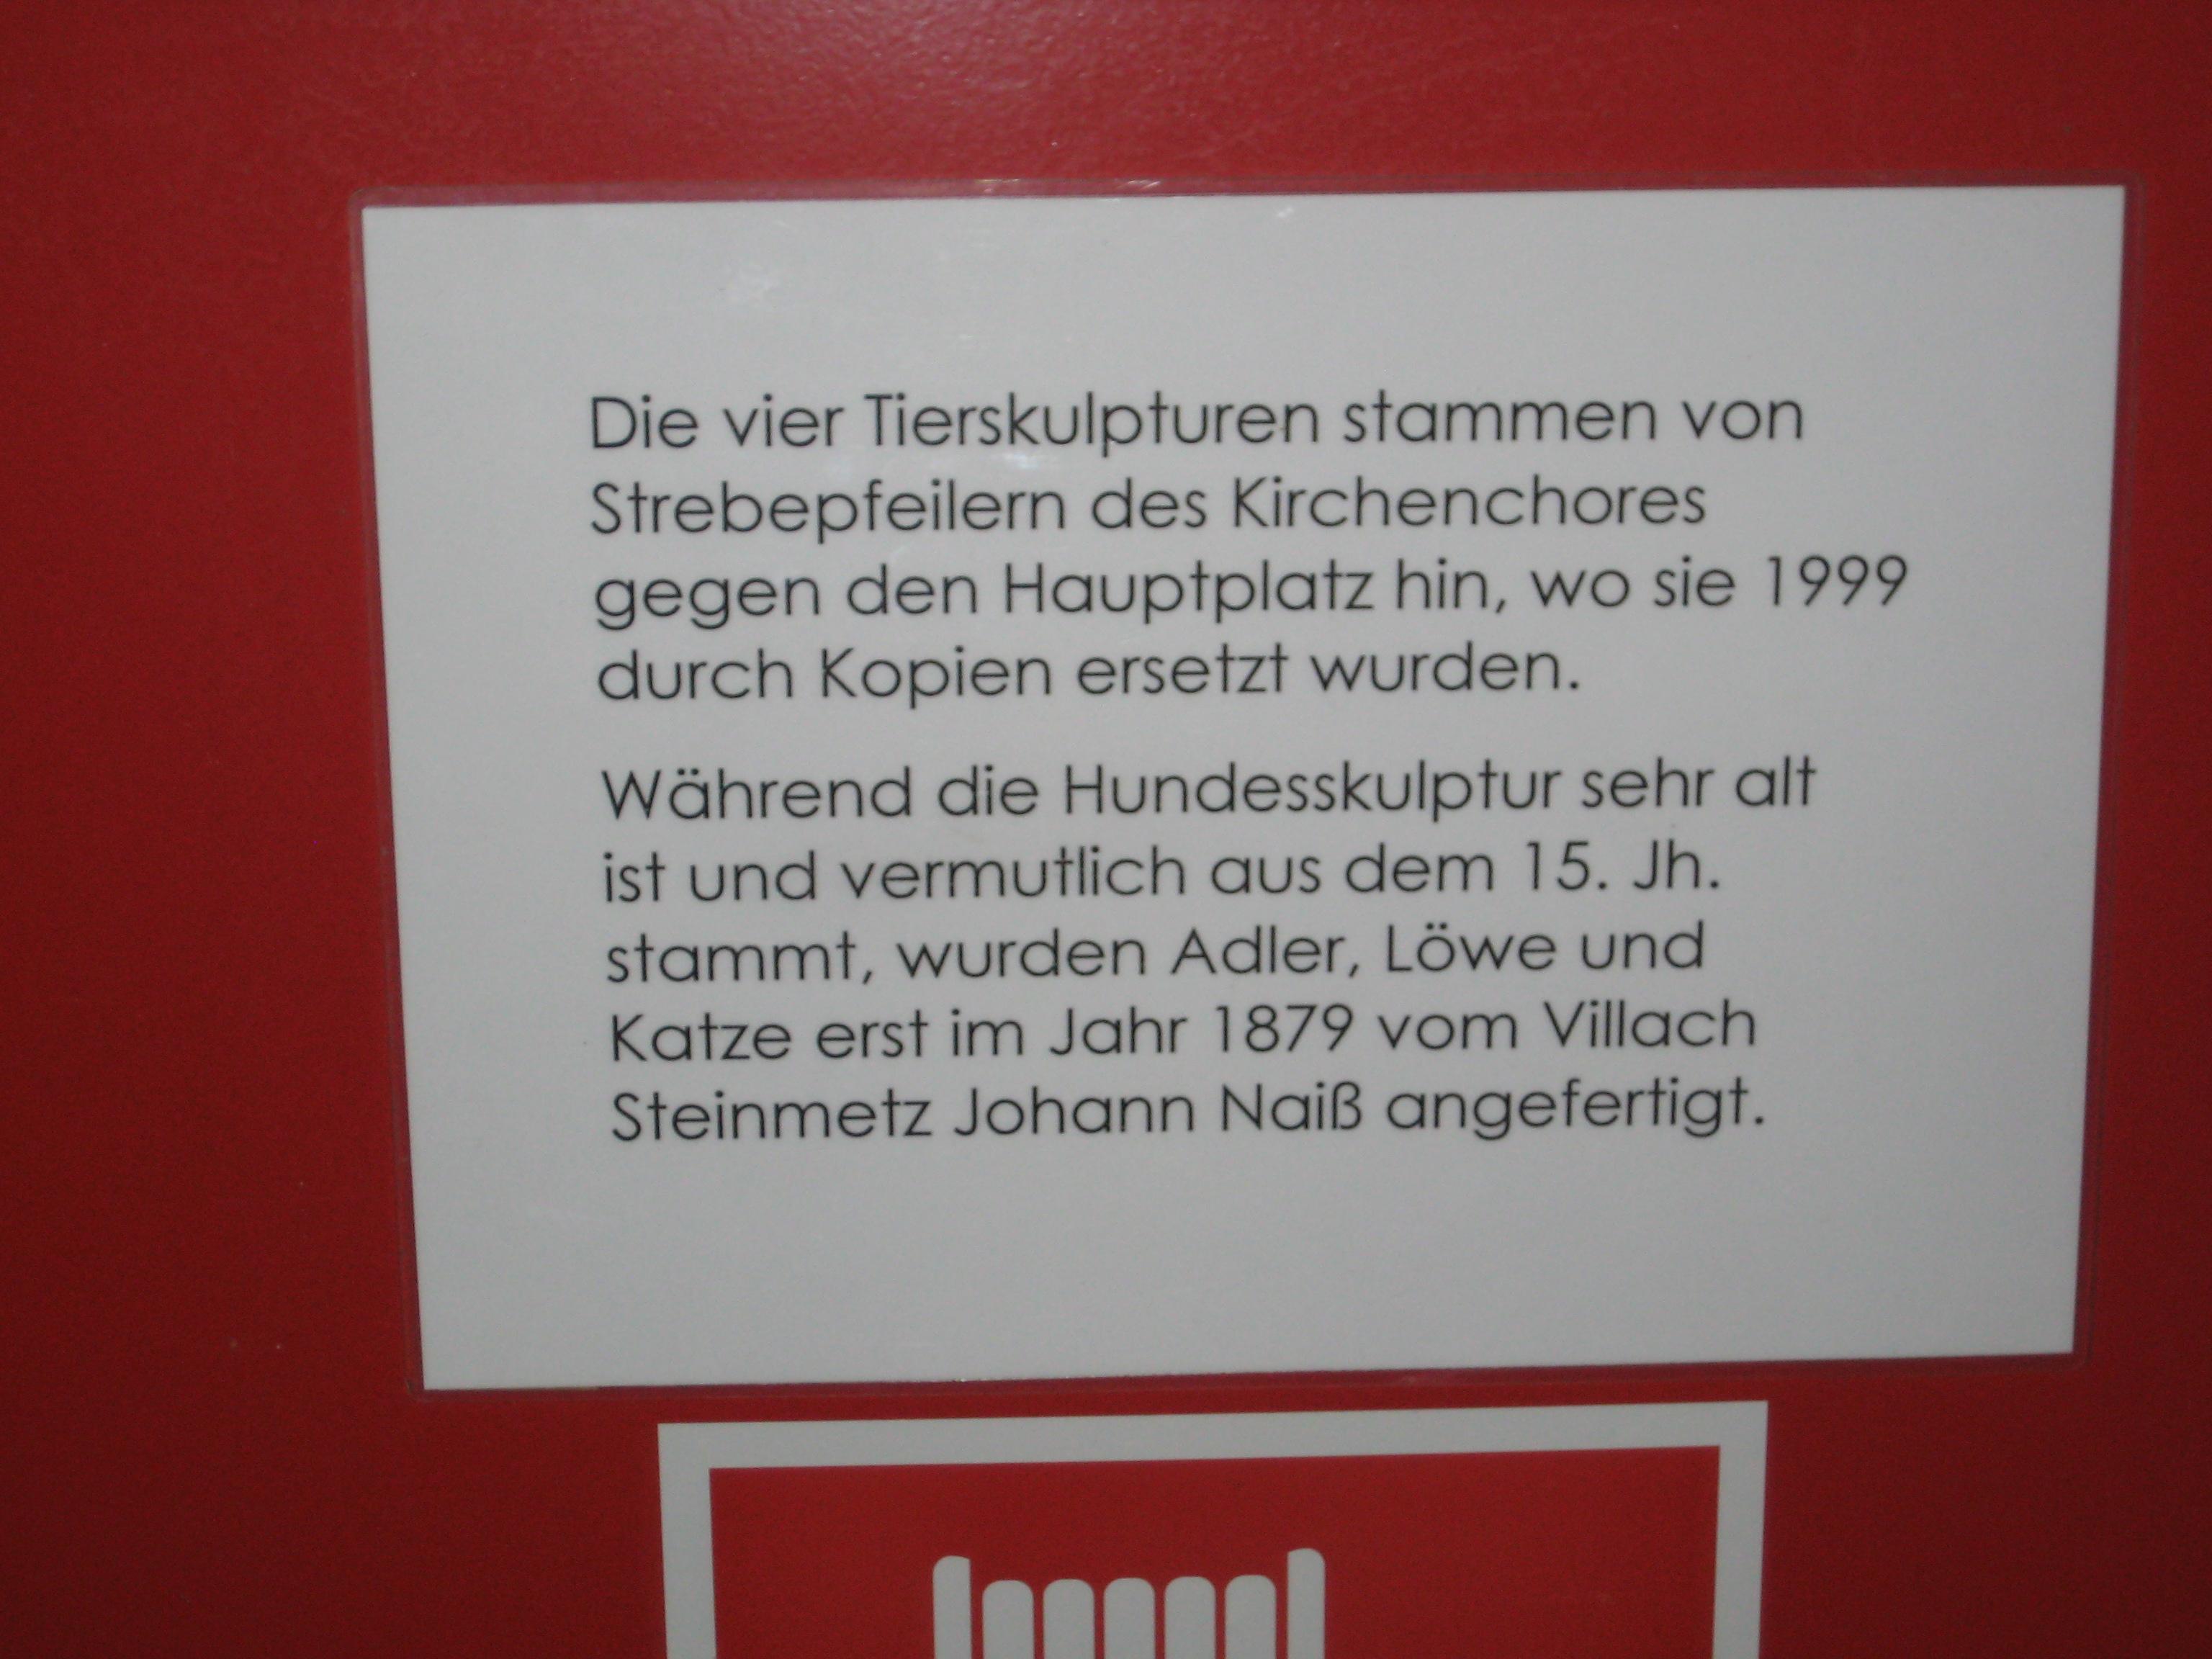 Die vier Tierskulpturen stammen von
Strebepfeilern des Kirchenchores
gegen den Hauptplatz hin, wo sie 1999
durch Kopien ersetzt wurden.
Während die Hundesskulptur sehr alt
ist und vermutlich aus dem 15. Jh.
stammt, wurden Adler, Löwe und
Katze erst im Jahr 1879 vom Villach
Steinmetz Johann Naiß angefertigt.